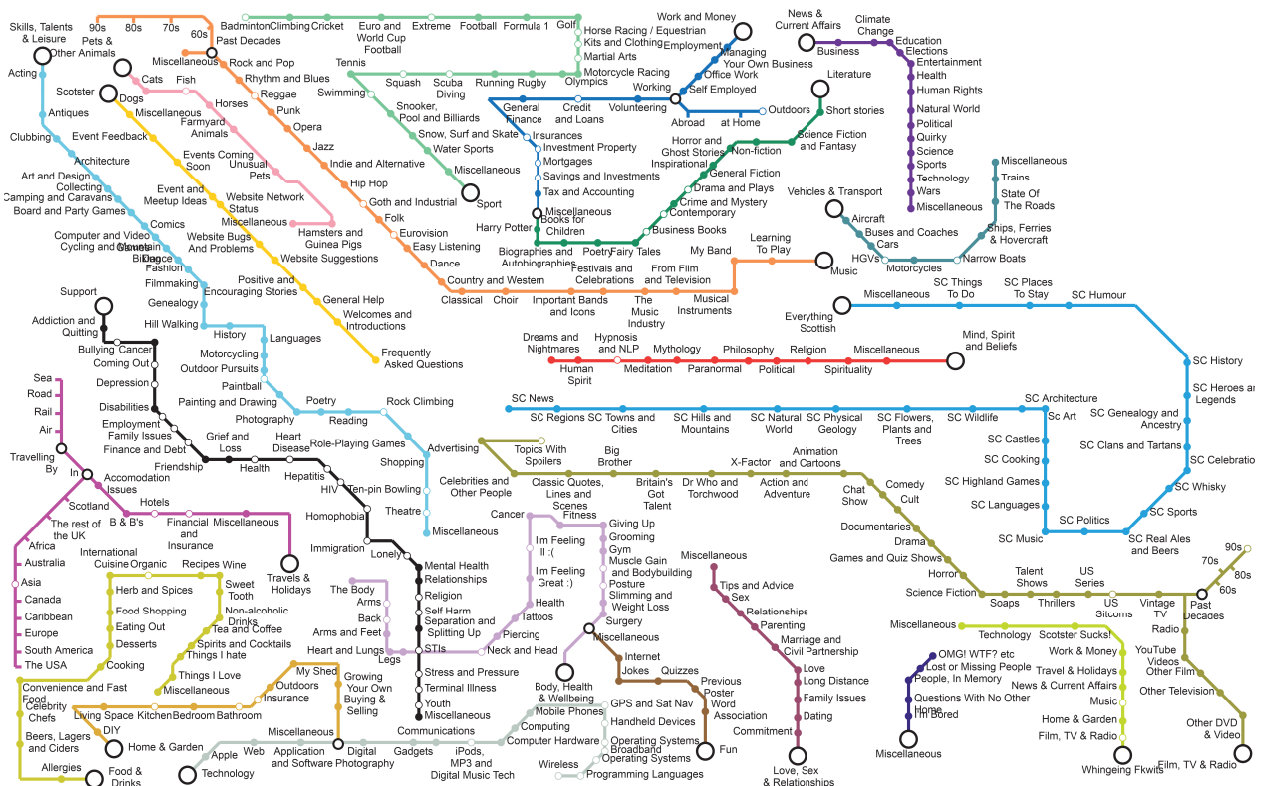 Skills, Talents
& Leisure
Acting
Antiques
Clubbing
Architecture
Art and Design
Collecting
Camping and Caravans
Board and Party Games
Comics
Computer and Video
Games
Cycling and Mountain
Biking
Dance
Fashion
Filmmaking
Genealogy
Hill Walking
History
Languages
Motorcycling
Outdoor Pursuits
Paintball
Painting and Drawing
Photography
Poetry
Reading
Rock Climbing
Role-Playing Games
Shopping
Ten-pin Bowling
Theatre
Miscellaneous
90s
80s
70s
60s
Past Decades
Miscellaneous
Rock and Pop
Rhythm and Blues
Reggae
Punk
Opera
Jazz
Indie and Alternative
Hip Hop
Goth and Industrial
Folk
Eurovision
Easy Listening
Dance
Country and Western
Classical
Choir
Important Bands
and Icons
Festivals and
Celebrations
The
Music
Industry
From Film
and Television
Musical
Instruments
My Band
Learning
To Play
Music
Pets &
Other Animals
Cats
Dogs
Fish
Horses
Farmyard
Animals
Unusual
Pets
Hamsters and
Guinea Pigs
Miscellaneous
Scotster
Miscellaneous
Event Feedback
Events Coming
Soon
Event and
Meetup Ideas
Website Network
Status
Website Bugs
And Problems
Website Suggestions
Positive and
Encouraging Stories
General Help
Welcomes and
Introductions
Frequently
Asked Questions
Badminton
Climbing
Cricket
Euro and
World Cup
Football
Extreme
Football
Formula 1
Golf
Horse Racing / Equestrian
Kits and Clothing
Martial Arts
Motorcycle Racing
Olympics
Rugby
Running
Scuba
Diving
Squash
Tennis
Swimming
Snooker,
Pool and Billiards
Snow, Surf and Skate
Water Sports
Miscellaneous
Sport
Work and Money
Employment
Managing
Your Own Business
Office Work
Self Employed
Working
Abroad
at Home
Outdoors
Volunteering
Credit
and Loans
General
Finance
Insurances
Investment Property
Mortgages
Savings and Investments
Tax and Accounting
Miscellaneous
Literature
Short stories
Science Fiction
and Fantasy
Non-fiction
Horror and
Ghost Stories
Inspirational
General Fiction
Drama and Plays
Crime and Mystery
Contemporary
Business Books
Fairy Tales
Poetry
Biographies and
Autobiographies
Harry Potter
Books for
Children
News &
Current Affairs
Business
Climate
Change
Education
Elections
Entertainment
Health
Human Rights
Natural World
Political
Quirky
Science
Sports
Technology
Wars
Miscellaneous
Vehicles & Transport
Aircraft
Buses and Coaches
Cars
HGVs
Motorcycles
Narrow Boats
Ships, Ferries
& Hovercraft
State Of
The Roads
Trains
Miscellaneous
Everything
Scottish
Miscellaneous
SC Things
To Do
SC Places
To Stay
SC Humour
SC History
SC Heroes ar
Legends
SC Genealogy and
Ancestry
SC Clans and Tartans
SC Celebratio
SC Whisky
SC Sports
SC Real Ales
and Beers
SC Politics
SC Music
SC Languages
SC Highland Games
SC Cooking
SC Castles
SC Art
SC Architecture
SC Wildlife
SC Flowers,
Plants and
Trees
SC Physical
Geology
SC Natural
World
SC Hills and
Mountains
SC Towns and
Cities
SC Regions
SC News
Dreams and
Nightmares
Human
Spirit
Hypnosis
and NLP
Meditation
Mythology
Paranormal
Philosophy
Political
Religion
Spirituality
Miscellaneous
Mind, Spirit
and Beliefs
Support
Addiction and
Quitting
Bullying
Cancer
Coming Out
Depression
Disabilities
Employment
Family Issues
Finance and Debt
Friendship
Grief and
Loss
Health
Heart
Disease
Hepatitis
HIV
Homophobia
Immigration
Lonely
Mental Health
Relationships
Religion
Self Harm
Separation and
Splitting Up
STIs
Stress and Pressure
Terminal Illness
Youth
Miscellaneous
Sea
Road
Rail
Air
Travelling
By
In
Scotland
The rest of
the UK
Africa
Australia
Asia
Canada
Caribbean
Europe
South America
The USA
Accomodation
Issues
B & B's
Hotels
Financial
and
Insurance
Miscellaneous
Travels &
Holidays
International
Cuisine
Organic
Recipes
Wine
Sweet
Tooth
Non-alcoholic
Drinks
Tea and Coffee
Spirits and Cocktails
Things I hate
Things I Love
Miscellaneous
Herb and Spices
Food Shopping
Eating Out
Desserts
Cooking
Convenience and Fast
Food
Celebrity
Chefs
Beers, Lagers
and Ciders
Allergies
Food &
Drinks
Home & Garden
DIY
Living Space
Kitchen
Bedroom
Bathroom
Insurance
Outdoors
My Shed
Growing
Your Own
Buying &
Selling
Miscellaneous
Technology
Apple
Web
Application
and Software
Digital
Photography
Gadgets
Communications
iPods,
MP3 and
Digital Music Tech
Computer Hardware
Computing
Mobile Phones
GPS and Sat Nav
Handheld Devices
Operating Systems
Broadband
Operating Systems
Wireless
Programming Languages
The Body
Arms
Back
Arms and Feet
Heart and Lungs
Legs
Neck and Head
Piercing
Tattoos
Health
Im Feeling
Great :)
Im Feeling
Ill :(
Cancer
Fitness
Giving Up
Grooming
Gym
Muscle Gain
and Bodybuilding
Posture
Slimming and
Weight Loss
Surgery
Miscellaneous
Body, Health
& Wellbeing
Internet
Jokes
Quizzes
Previous
Poster
Word
Association
Fun
Advertising
Topics With
Spoilers
Celebrities and
Other People
Classic Quotes,
Lines and
Scenes
Big
Brother
Britain's
Got
Talent
Dr Who and
Torchwood
X-Factor
Action and
Adventure
Animation
and Cartoons
Chat
Show
Comedy
Cult
Documentaries
Drama
Games and Quiz Shows
Horror
Science Fiction
Soaps
Talent
Shows
Thrillers
US
Series
US
Sitcoms
Vintage
TV
Past
Decades
90s
80s
70s
60s
Radio
YouTube
Videos
Other Film
Other Television
Other DVD
& Video
Film, TV & Radio
Miscellaneous
Tips and Advice
Sex
Relationships
Parenting
Marriage and
Civil Partnership
Love
Long Distance
Family Issues
Dating
Commitment
Love, Sex
& Relationships
OMG! WTF? etc
Lost or Missing People
People, In Memory
Questions With No Other
Home
I'm Bored
Miscellaneous
Miscellaneous
Technology
Scotster Sucks!
Work & Money
Travel & Holidays
News & Current Affairs
Music
Home & Garden
Film, TV & Radio
Whingeing Fkwits